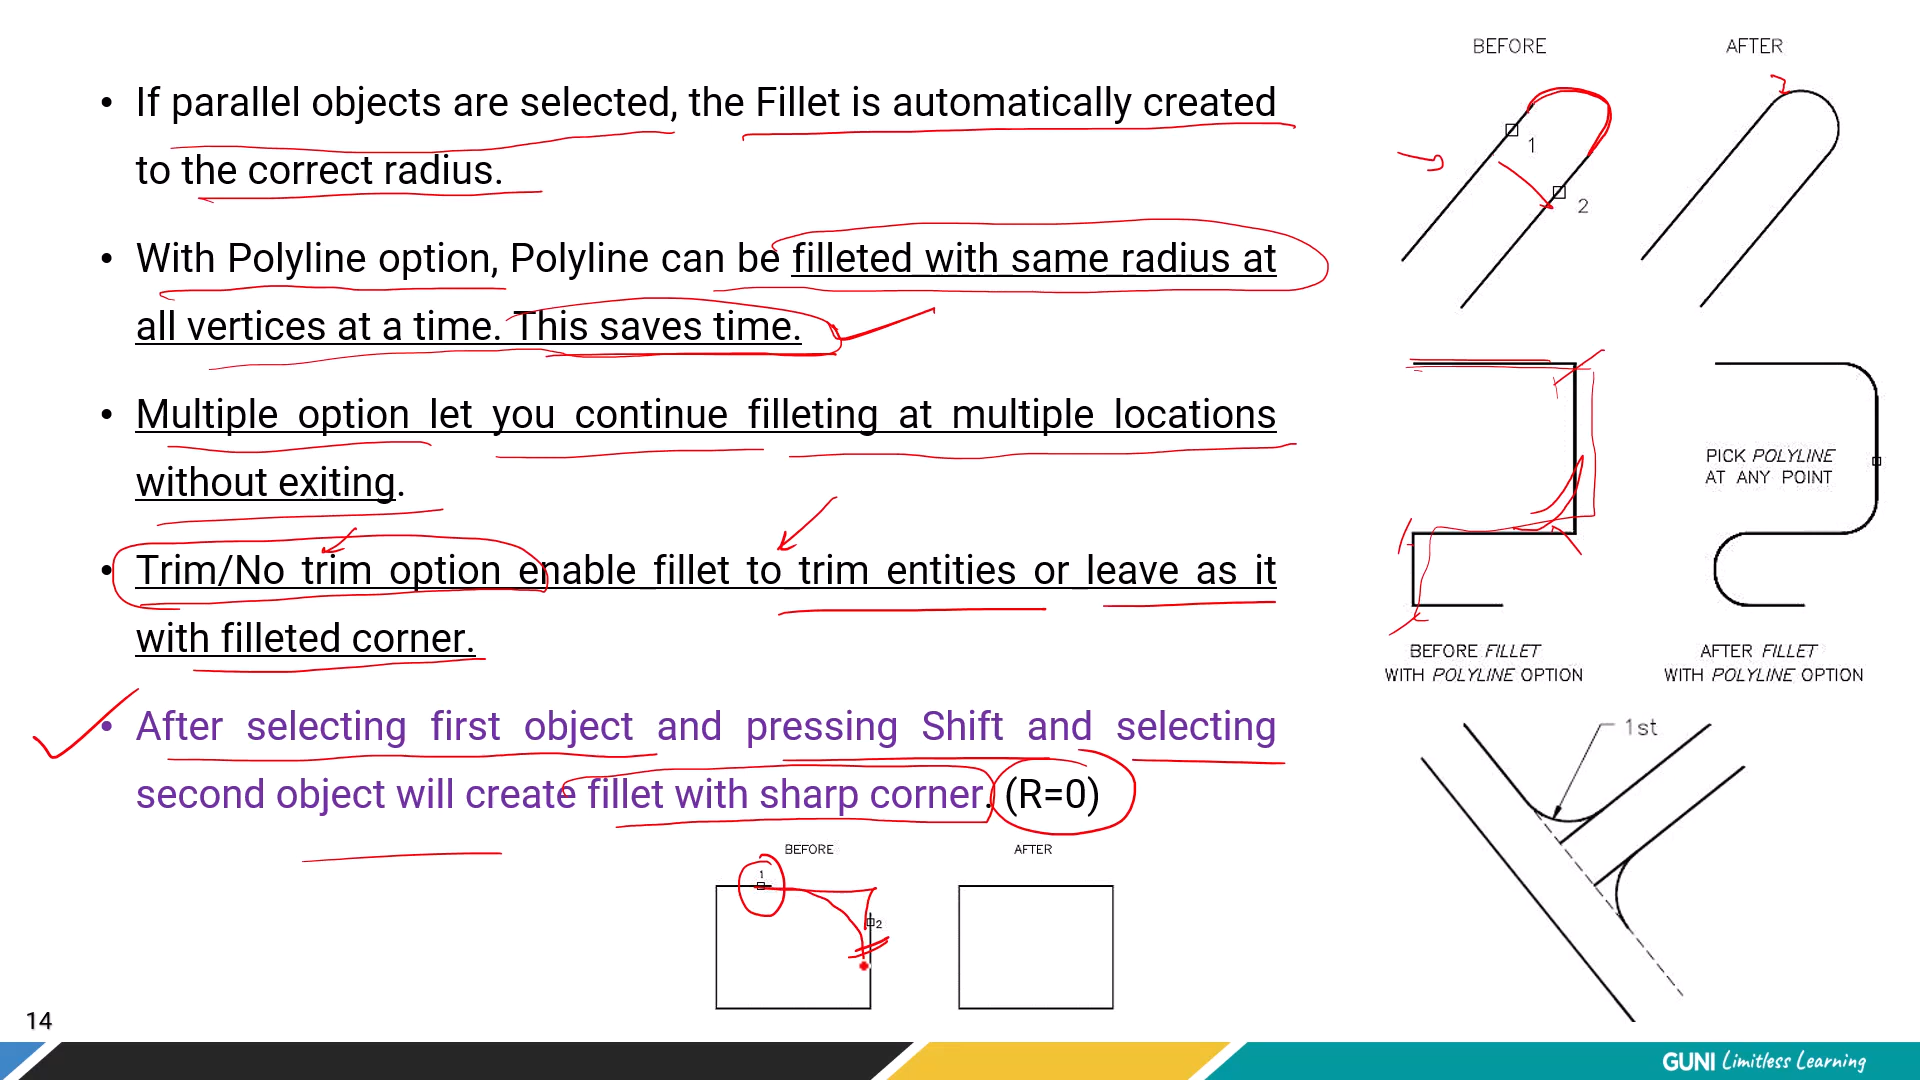 • If parallel objects are selected, the Fillet is automatically created
to the correct radius.
• With Polyline option, Polyline can be filleted with same radius at
all vertices at a time. This saves time.
• Multiple option let you continue filleting at multiple locations
without exiting.
• Trim/No trim option enable fillet to trim entities or leave as it
with filleted corner.
• After selecting first object and pressing Shift and selecting
second object will create fillet with sharp corner. (R=0)
BEFORE AFTER
1
2
PICK POLYLINE
AT ANY POINT
BEFORE FILLET
WITH POLYLINE OPTION
AFTER FILLET
WITH POLYLINE OPTION
1st
BEFORE AFTER
1
2
14
GUNI Limitless Learning